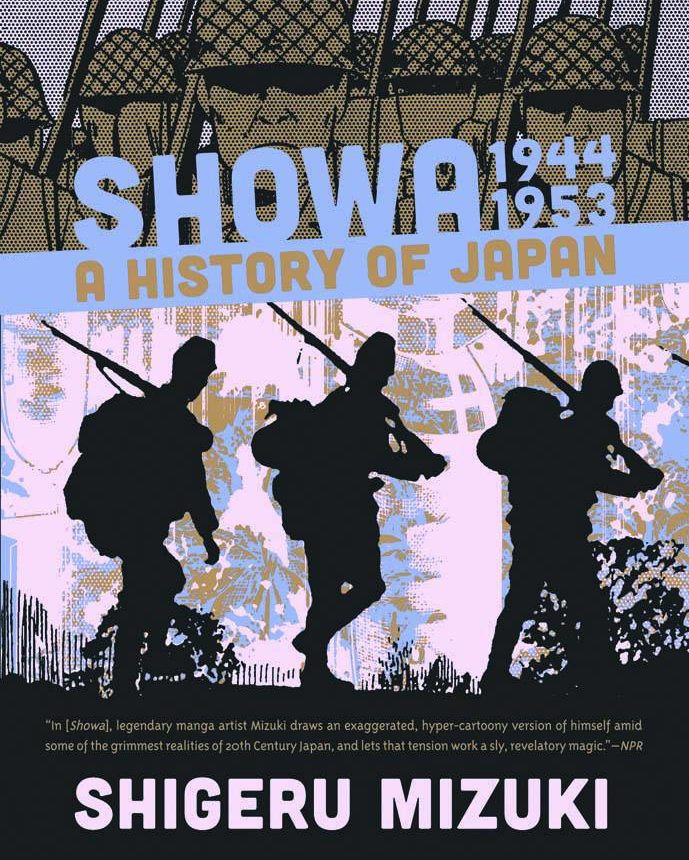 SHOWA 1944
1953
A HISTORY OF JAPAN
“In [Showa], legendary manga artist Mizuki draws an exaggerated, hyper-cartoony version of himself amid
some of the grimmest realities of 20th Century Japan, and lets that tension work a sly, revelatory magic.”—NPR
SHIGERU MIZUKI